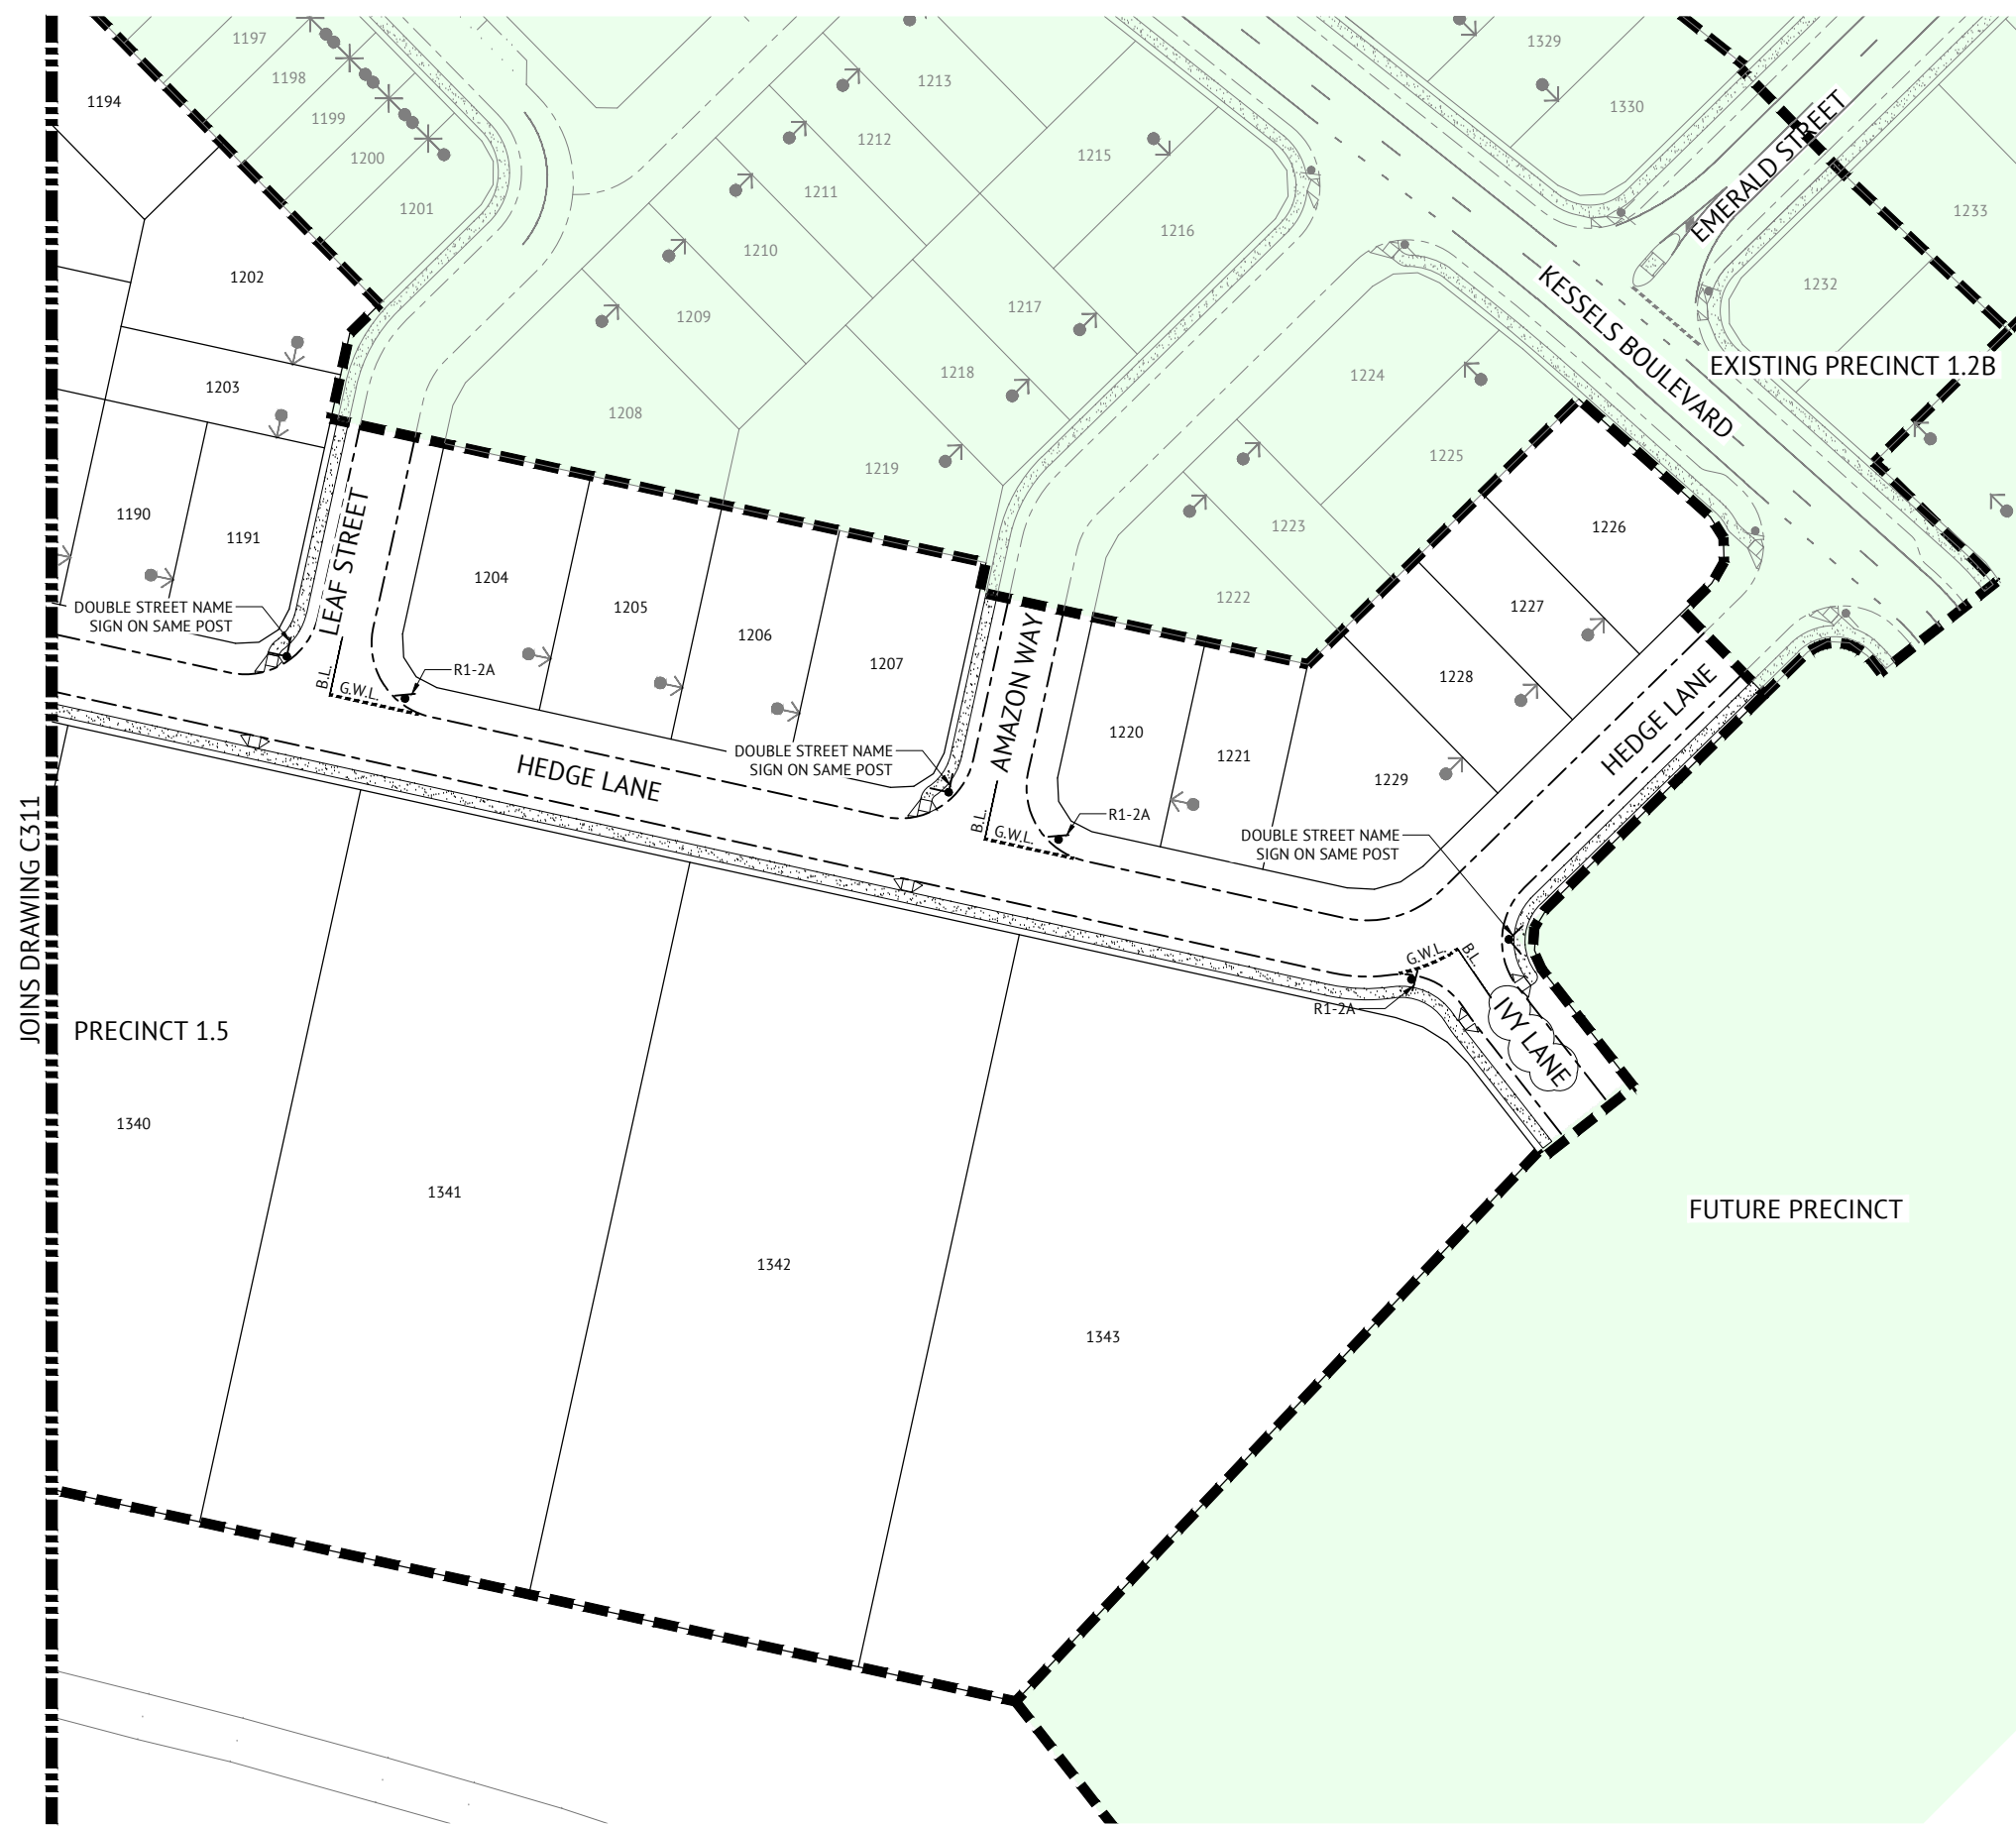 1197
1329
1198
1213
1194
1330
1199
1212
1200
1215
1211
EMERALD STREET
1201
1233
1216
1210
1202
1232
1217
1209
KESSELS BOULEVARD
EXISTING PRECINCT 1.2B
1218
1224
1203
1208
1225
1219
1190
1191
1223
1226
LEAF STREET
1204
1222
1205
1227
DOUBLE STREET NAME
SIGN ON SAME POST
1206
AMAZON WAY
1207
R1-2A
1228
B.L.
G.W.L.
HEDGE LANE
1220
DOUBLE STREET NAME
SIGN ON SAME POST
1221
HEDGE LANE
1229
R1-2A
B.L.
G.W.L.
DOUBLE STREET NAME
SIGN ON SAME POST
JOINS DRAWING C311
G.W.L.
B.L.
R1-2A
IVY LANE
PRECINCT 1.5
1340
1341
FUTURE PRECINCT
1342
1343